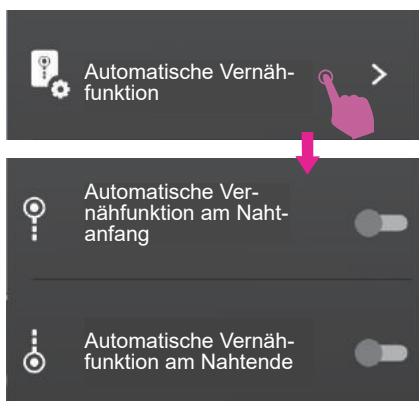 Automatische Vernäh-
funktion
Automatische Ver-
nähfunktion am Naht-
anfang
Automatische Vernäh-
funktion am Nahtende